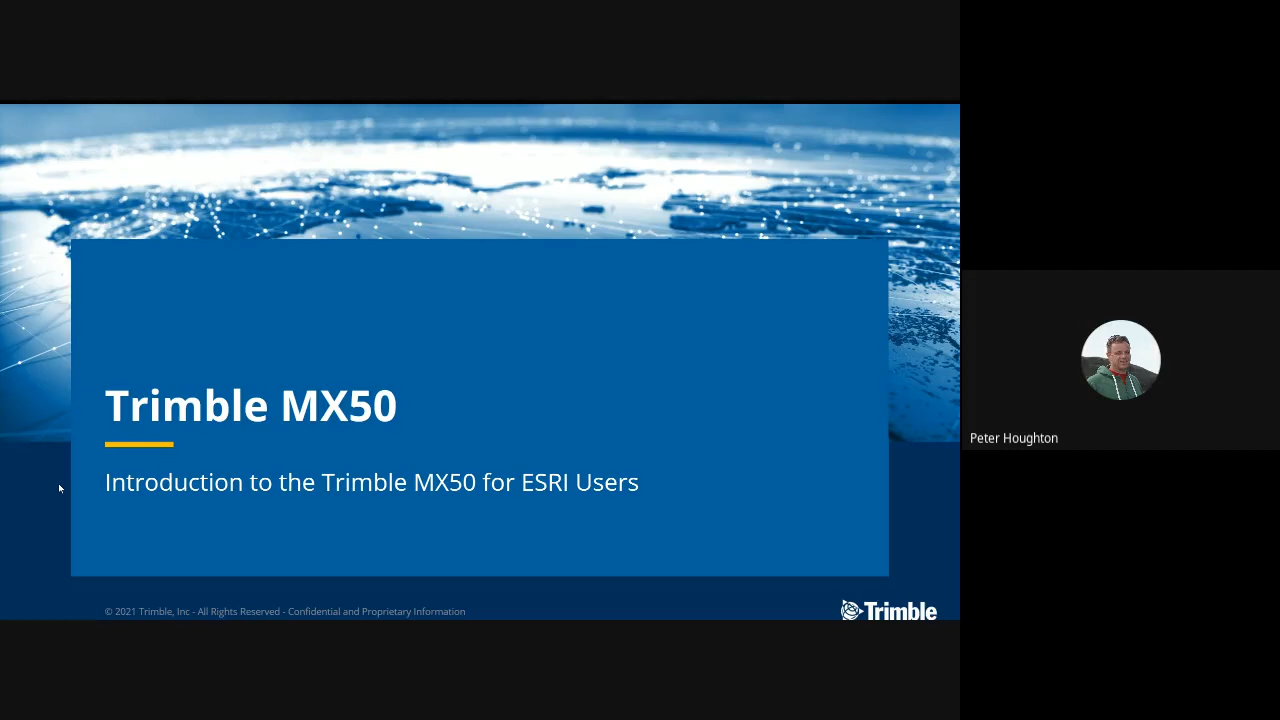 Trimble MX50
Introduction to the Trimble MX50 for ESRI Users
Peter Houghton
© 2021 Trimble, Inc - All Rights Reserved - Confidential and Proprietary Information
Trimble